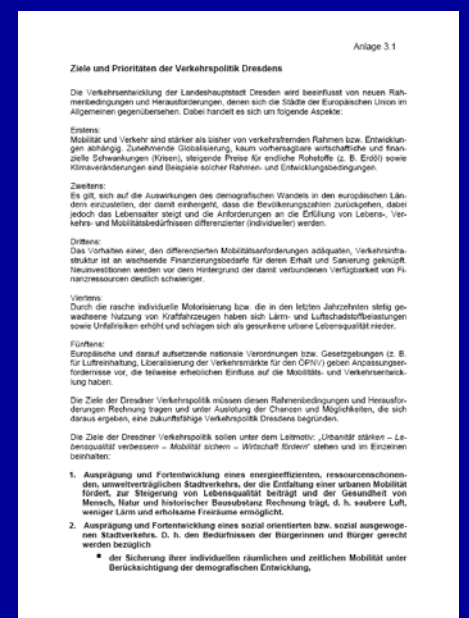 Anlage 3.1
Ziele und Prioritäten der Verkehrspolitik Dresdens
Die Verkehrsentwicklung der Landeshauptstadt Dresden wird beeinflusst von neuen Rah-
menbedingungen und Herausforderungen, denen sich die Städte der Europäischen Union im
Allgemeinen gegenübersehen. Dabei handelt es sich um folgende Aspekte:
Erstens:
Mobilität und Verkehr sind stärker als bisher von verkehrsfremden Rahmen bzw. Entwicklun-
gen abhängig. Zunehmende Globalisierung, kaum vorhersagbare wirtschaftliche und finan-
zielle Schwankungen (Krisen), steigende Preise für endliche Rohstoffe (z. B. Erdöl) sowie
Klimaveränderungen sind Beispiele solcher Rahmen- und Entwicklungsbedingungen.
Zweitens:
Es gilt, sich auf die Auswirkungen des demografischen Wandels in den europäischen Län-
dern einzustellen, der damit einhergeht, dass die Bevölkerungszahlen zurückgehen, dabei
jedoch das Lebensalter steigt und die Anforderungen an die Erfüllung von Lebens-, Ver-
kehrs- und Mobilitätsbedürfnissen differenzierter (individueller) werden.
Drittens:
Das Vorhalten einer, den differenzierten Mobilitätsanforderungen adäquaten, Verkehrsinfra-
struktur ist an wachsende Finanzierungsbedarfe für deren Erhalt und Sanierung geknüpft.
Neuinvestitionen werden vor dem Hintergrund der damit verbundenen Verfügbarkeit von Fi-
nanzressourcen deutlich schwieriger.
Viertens:
Durch die rasche individuelle Motorisierung bzw. die in den letzten Jahrzehnten stetig ge-
wachsene Nutzung von Kraftfahrzeugen haben sich Lärm- und Luftschadstoffbelastungen
sowie Unfallrisiken erhöht und schlagen sich als gesunkene urbane Lebensqualität nieder.
Fünftens:
Europäische und darauf aufsetzende nationale Verordnungen bzw. Gesetzgebungen (z. B.
für Luftreinhaltung, Liberalisierung der Verkehrsmärkte für den ÖPNV) geben Anpassungser-
fordernisse vor, die teilweise erheblichen Einfluss auf die Mobilitäts- und Verkehrsentwick-
lung haben.
Die Ziele der Dresdner Verkehrspolitik müssen diesen Rahmenbedingungen und Herausfor-
derungen Rechnung tragen und unter Auslotung der Chancen und Möglichkeiten, die sich
daraus ergeben, eine zukunftsfähige Verkehrspolitik Dresdens begründen.
Die Ziele der Dresdner Verkehrspolitik sollen unter dem Leitmotiv: „Urbanität stärken – Le-
bensqualität verbessern – Mobilität sichern – Wirtschaft fördern" stehen und im Einzelnen
beinhalten:
1. Ausprägung und Fortentwicklung eines energieeffizienten, ressourcenschonen-
den, umweltverträglichen Stadtverkehrs, der die Entfaltung einer urbanen Mobilität
fördert, zur Steigerung von Lebensqualität beiträgt und der Gesundheit von
Mensch, Natur und historischer Bausubstanz Rechnung trägt, d. h. saubere Luft,
weniger Lärm und erholsame Freiräume ermöglicht.
2. Ausprägung und Fortentwicklung eines sozial orientierten bzw. sozial ausgewoge-
nen Stadtverkehrs. D. h. den Bedürfnissen der Bürgerinnen und Bürger gerecht
werden bezüglich
▪ der Sicherung ihrer individuellen räumlichen und zeitlichen Mobilität unter
Berücksichtigung der demografischen Entwicklung,